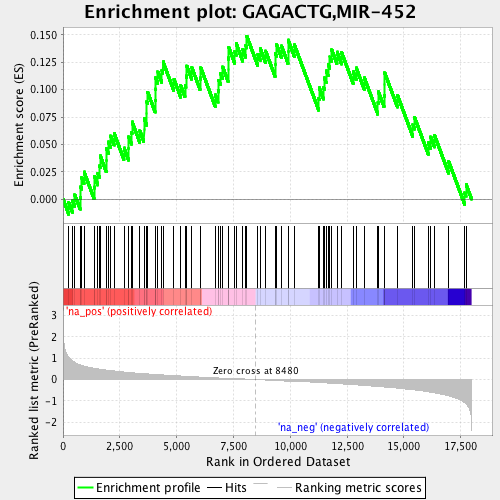 Enrichment plot: GAGACTG,MIR-452
Enrichment score (ES)
0.150
0.125
0.100
0.075
0.050
0.025
0.000
'na_pos' (positively correlated)
Ranked list metric (PreRanked)
3
2
1
0
-1
-2
Zero cross at 8480
'na_neg' (negatively correlated)
0
2,500
5,000
7,500
10,000
12,500
15,000
17,500
Rank in Ordered Dataset
Enrichment profile
Hits
Ranking metric scores